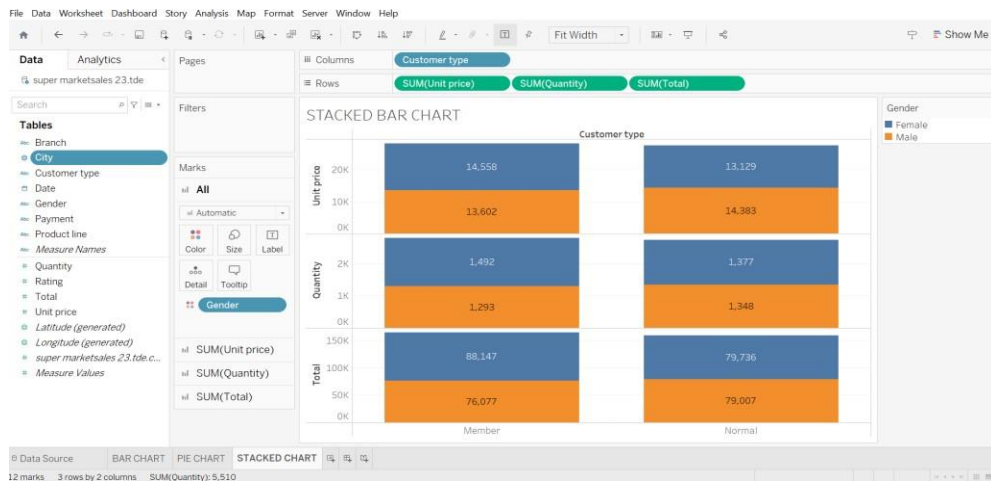 File Data Worksheet Dashboard Story Analysis Map Format Server Window Help
Fit Width
Show Me
Data Analytics
super marketsales 23.tde
Search
Tables
Branch
City
Customer type
Date
Gender
Payment
Product line
Measure Names
Quantity
Rating
Total
Unit price
Latitude (generated)
Longitude (generated)
super marketsales 23.tde.c...
Measure Values
Pages
Filters
Marks
All
Automatic
Color Size Label
Detail Tooltip
Gender
SUM(Unit price)
SUM(Quantity)
SUM(Total)
Columns Customer type
Rows SUM(Unit price) SUM(Quantity) SUM(Total)
STACKED BAR CHART
Customer type
Unit price
20K
10K
0K
14,558 13,129
13,602 14,383
Quantity
2K
1K
0K
1,492 1,377
1,293 1,348
Total
150K
100K
50K
0K
88,147 79,736
76,077 79,007
Member Normal
Gender
Female
Male
Data Source BAR CHART PIE CHART STACKED CHART
12 marks 3 rows by 2 columns SUM(Quantity): 5,510